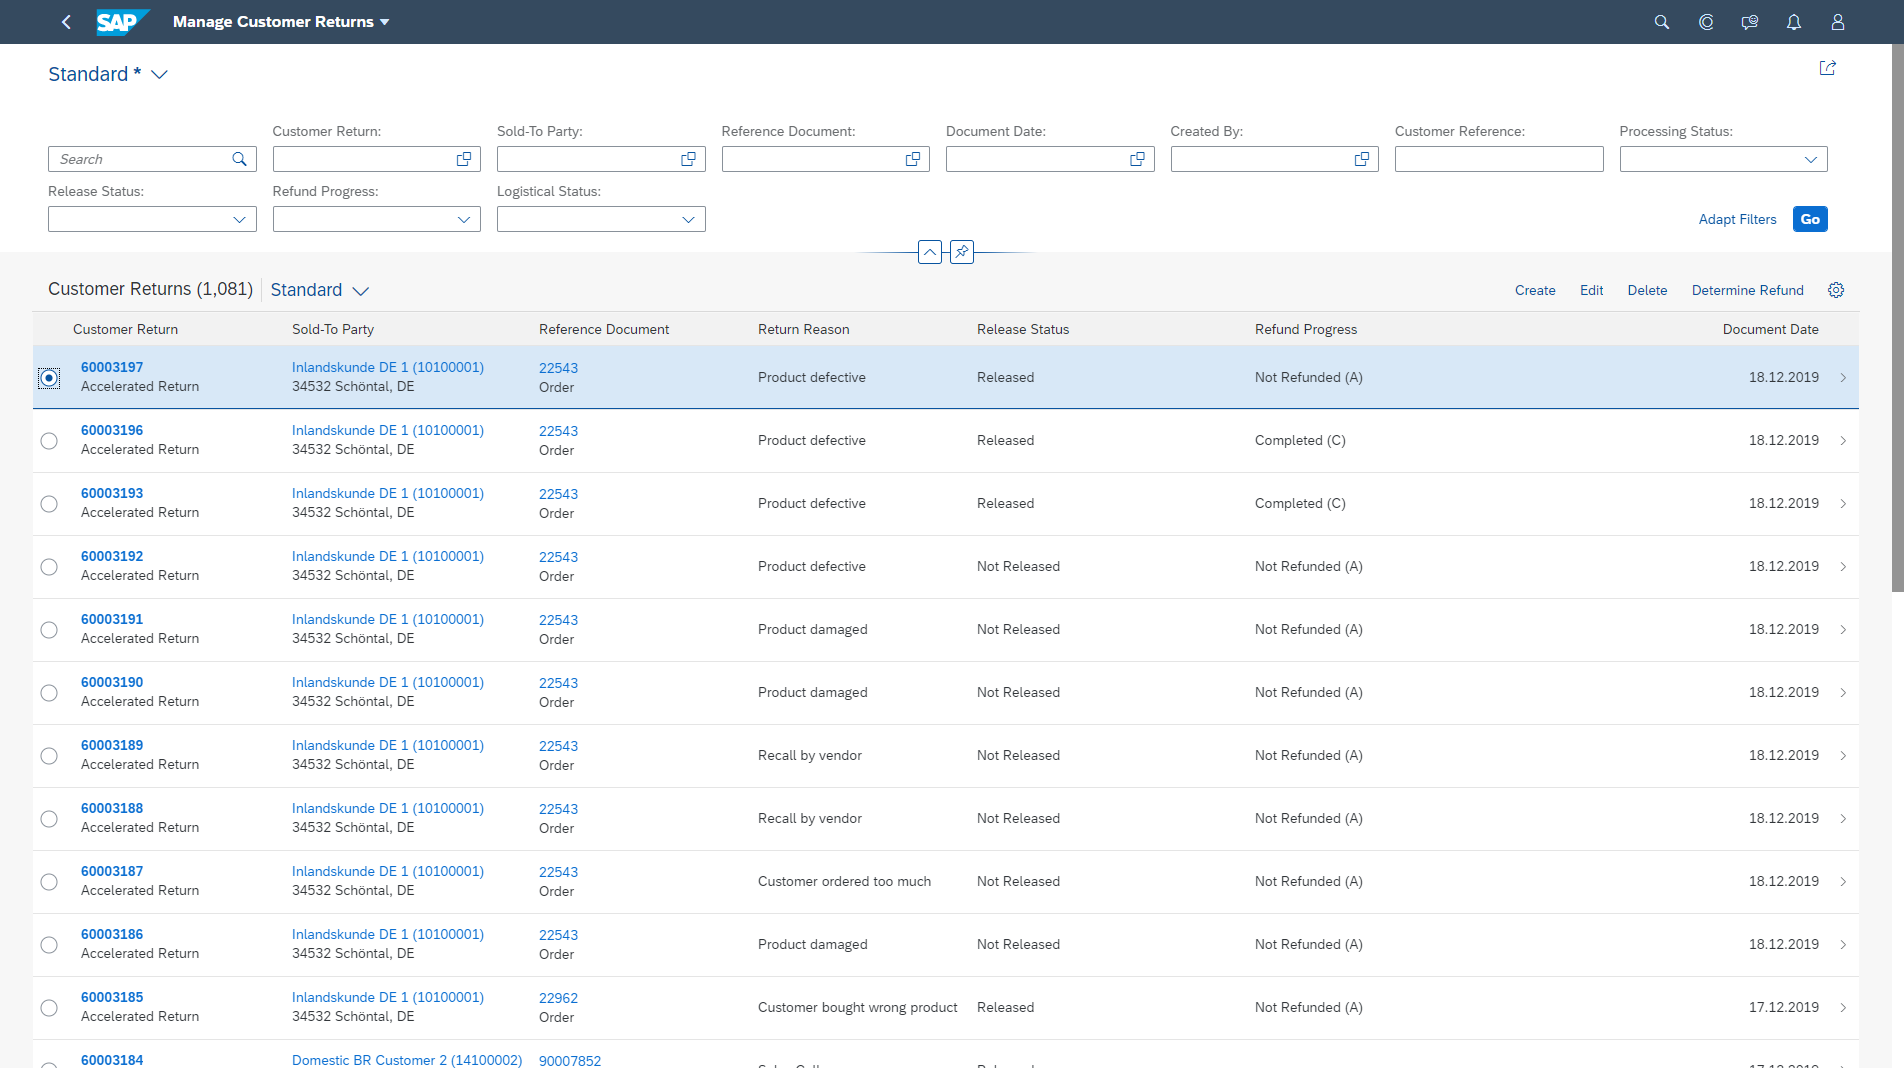 SAP Manage Customer Returns
Standard *
Customer Return: Sold-To Party: Reference Document: Document Date: Created By: Customer Reference: Processing Status:
Search
Release Status: Refund Progress: Logistical Status:
Adapt Filters Go
Customer Returns (1,081) Standard Create Edit Delete Determine Refund
Customer Return Sold-To Party Reference Document Return Reason Release Status Refund Progress Document Date
60003197 Inlandskunde DE 1 (10100001) 22543
Product defective Released Not Refunded (A) 18.12.2019
Accelerated Return 34532 Schöntal, DE Order
60003196 Inlandskunde DE 1 (10100001) 22543
Product defective Released Completed (C) 18.12.2019
Accelerated Return 34532 Schöntal, DE Order
60003193 Inlandskunde DE 1 (10100001) 22543
Product defective Released Completed (C) 18.12.2019
Accelerated Return 34532 Schöntal, DE Order
60003192 Inlandskunde DE 1 (10100001) 22543
Product defective Not Released Not Refunded (A) 18.12.2019
Accelerated Return 34532 Schöntal, DE Order
60003191 Inlandskunde DE 1 (10100001) 22543
Product damaged Not Released Not Refunded (A) 18.12.2019
Accelerated Return 34532 Schöntal, DE Order
60003190 Inlandskunde DE 1 (10100001) 22543
Product damaged Not Released Not Refunded (A) 18.12.2019
Accelerated Return 34532 Schöntal, DE Order
60003189 Inlandskunde DE 1 (10100001) 22543
Recall by vendor Not Released Not Refunded (A) 18.12.2019
Accelerated Return 34532 Schöntal, DE Order
60003188 Inlandskunde DE 1 (10100001) 22543
Recall by vendor Not Released Not Refunded (A) 18.12.2019
Accelerated Return 34532 Schöntal, DE Order
60003187 Inlandskunde DE 1 (10100001) 22543
Customer ordered too much Not Released Not Refunded (A) 18.12.2019
Accelerated Return 34532 Schöntal, DE Order
60003186 Inlandskunde DE 1 (10100001) 22543
Product damaged Not Released Not Refunded (A) 18.12.2019
Accelerated Return 34532 Schöntal, DE Order
60003185 Inlandskunde DE 1 (10100001) 22962
Customer bought wrong product Released Not Refunded (A) 17.12.2019
Accelerated Return 34532 Schöntal, DE Order
60003184 Domestic BR Customer 2 (14100002) 90007852